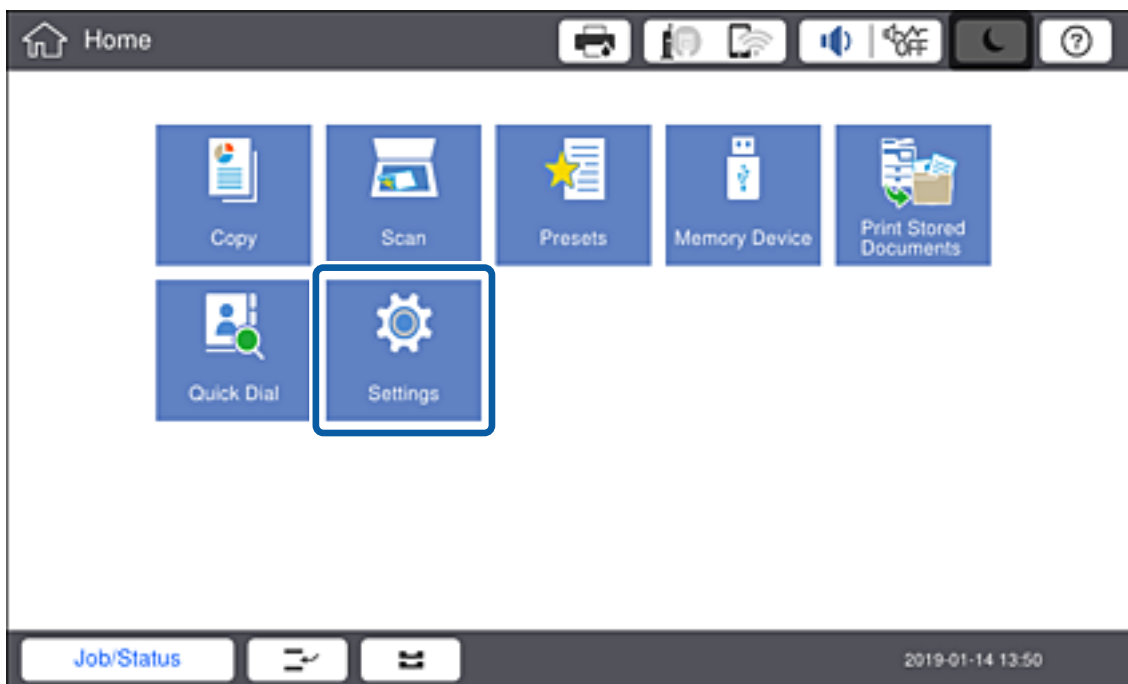 Home
OFF
?
Copy
Scan
Presets
Memory Device
Print Stored
Documents
Quick Dial
Settings
Job/Status
2019-01-14 13:50